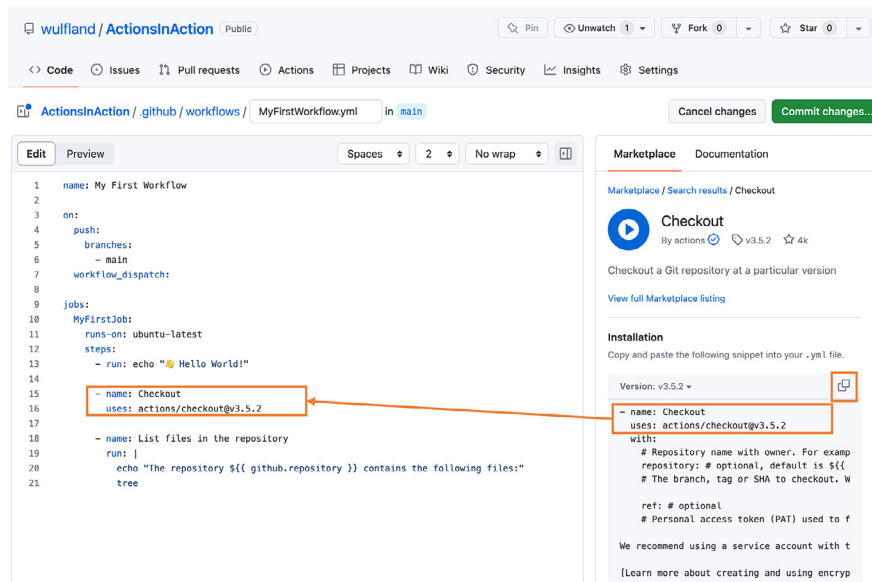 wulfland / ActionsInAction Public
Pin Unwatch 1 Fork 0 Star 0
Code Issues Pull requests Actions Projects Wiki Security Insights Settings
ActionsInAction / .github / workflows / MyFirstWorkflow.yml in main
Cancel changes Commit changes...
Edit Preview
Spaces 2 No wrap
1 name: My First Workflow
2
3 on:
4 push:
5 branches:
6 - main
7 workflow_dispatch:
8
9 jobs:
10 MyFirstJob:
11 runs-on: ubuntu-latest
12 steps:
13 - run: echo "👋 Hello World!"
14
15 - name: Checkout
16 uses: actions/checkout@v3.5.2
17
18 - name: List files in the repository
19 run: |
20 echo "The repository ${{ github.repository }} contains the following files:"
21 tree
Marketplace Documentation
Marketplace / Search results / Checkout
Checkout
By actions v3.5.2 4k
Checkout a Git repository at a particular version
View full Marketplace listing
Installation
Copy and paste the following snippet into your .yml file.
Version: v3.5.2
- name: Checkout
uses: actions/checkout@v3.5.2
with:
# Repository name with owner. For examp
repository: # optional, default is ${{
# The branch, tag or SHA to checkout. W
ref: # optional
# Personal access token (PAT) used to f
We recommend using a service account with t
[Learn more about creating and using encryp